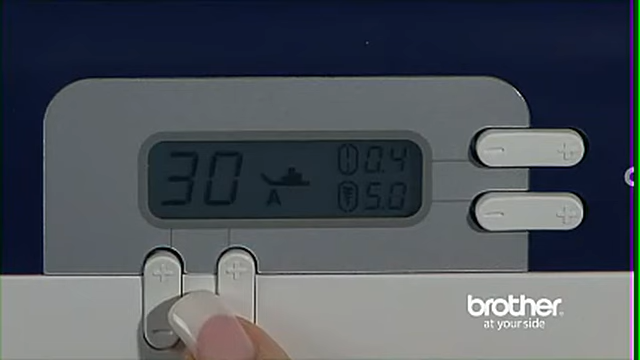 30
A
0.4
5.0
- +
- +
+
+
-
brother
at your side